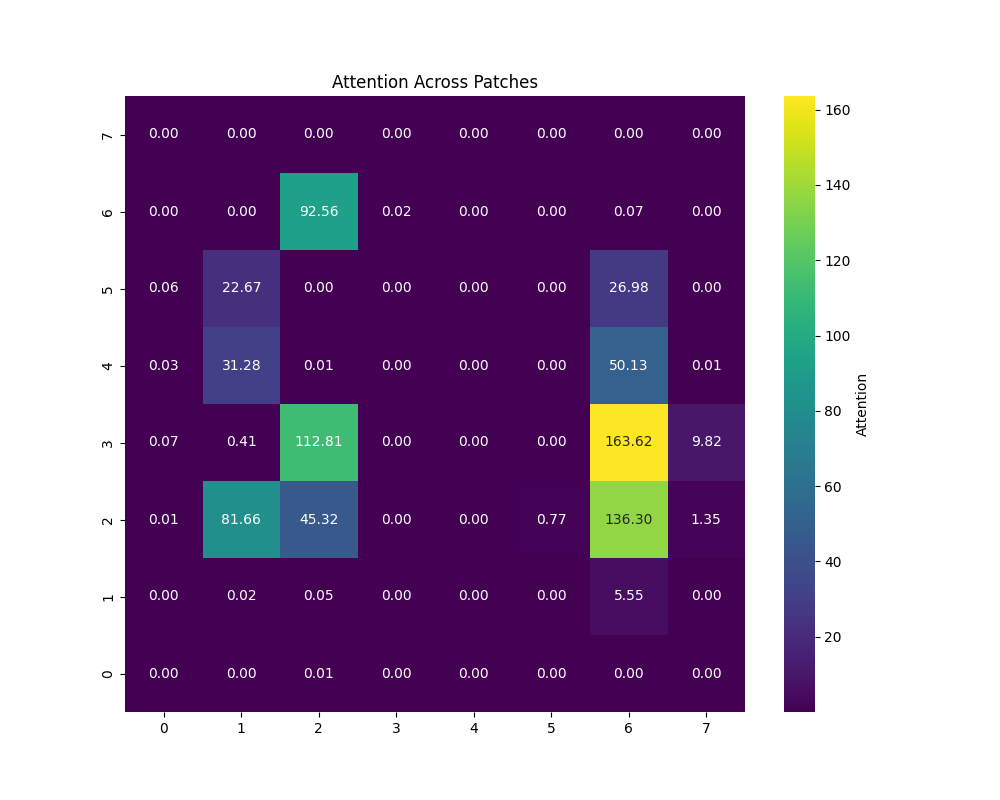 Attention Across Patches
7 0.00 0.00 0.00 0.00 0.00 0.00 0.00 0.00 160
140
6 0.00 0.00 92.56 0.02 0.00 0.00 0.07 0.00
120
5 0.06 22.67 0.00 0.00 0.00 0.00 26.98 0.00
100
4 0.03 31.28 0.01 0.00 0.00 0.00 50.13 0.01
Attention
80
3 0.07 0.41 112.81 0.00 0.00 0.00 163.62 9.82
60
2 0.01 81.66 45.32 0.00 0.00 0.77 136.30 1.35
40
1 0.00 0.02 0.05 0.00 0.00 0.00 5.55 0.00
20
0 0.00 0.00 0.01 0.00 0.00 0.00 0.00 0.00
0 1 2 3 4 5 6 7